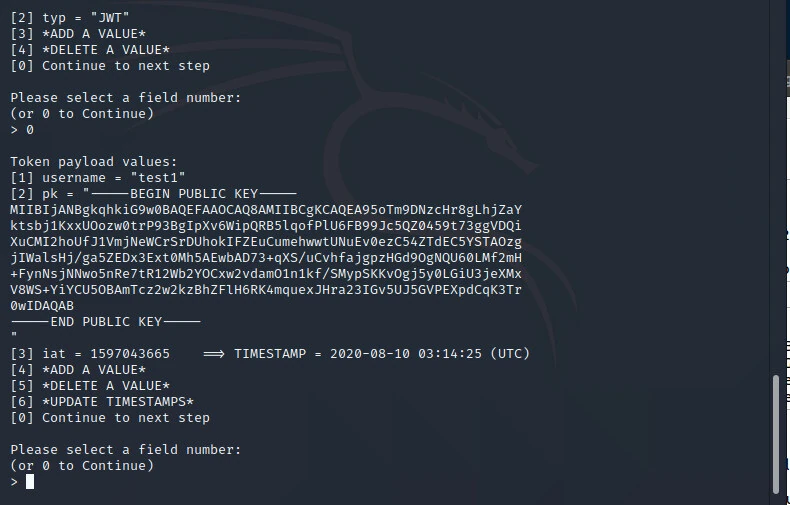 [2] typ = "JWT"
[3] *ADD A VALUE*
[4] *DELETE A VALUE*
[0] Continue to next step
Please select a field number:
(or 0 to Continue)
> 0
Token payload values:
[1] username = "test1"
[2] pk = "-----BEGIN PUBLIC KEY-----
MIIBIjANBgkqhkiG9w0BAQEFAAOCAQ8AMIIBCgKCAQEA95oTm9DNzcHr8gLhjZaY
ktsbj1KxxUOozw0trP93BgIpXv6WipQRB5lqofPlU6FB99Jc5QZ0459t73ggVDQi
XuCMI2hoUfJ1VmjNeWCrSrDUhokIFZEuCumehwwtUNuEv0ezC54ZTdEC5YSTAOzg
jIWalsHj/ga5ZEDx3Ext0Mh5AEwbAD73+qXS/uCvhfajgpzHGd9OgNQU60LMf2mH
+FynNsjNNwo5nRe7tR12Wb2YOCxw2vdamO1n1kf/SMypSKKvOgj5y0LGiU3jeXMx
V8WS+YiYCU5OBAmTcz2w2kzBhZFlH6RK4mquexJHra23IGv5UJ5GVPEXpdCqK3Tr
0wIDAQAB
-----END PUBLIC KEY-----
"
[3] iat = 1597043665    ==> TIMESTAMP = 2020-08-10 03:14:25 (UTC)
[4] *ADD A VALUE*
[5] *DELETE A VALUE*
[6] *UPDATE TIMESTAMPS*
[0] Continue to next step
Please select a field number:
(or 0 to Continue)
>